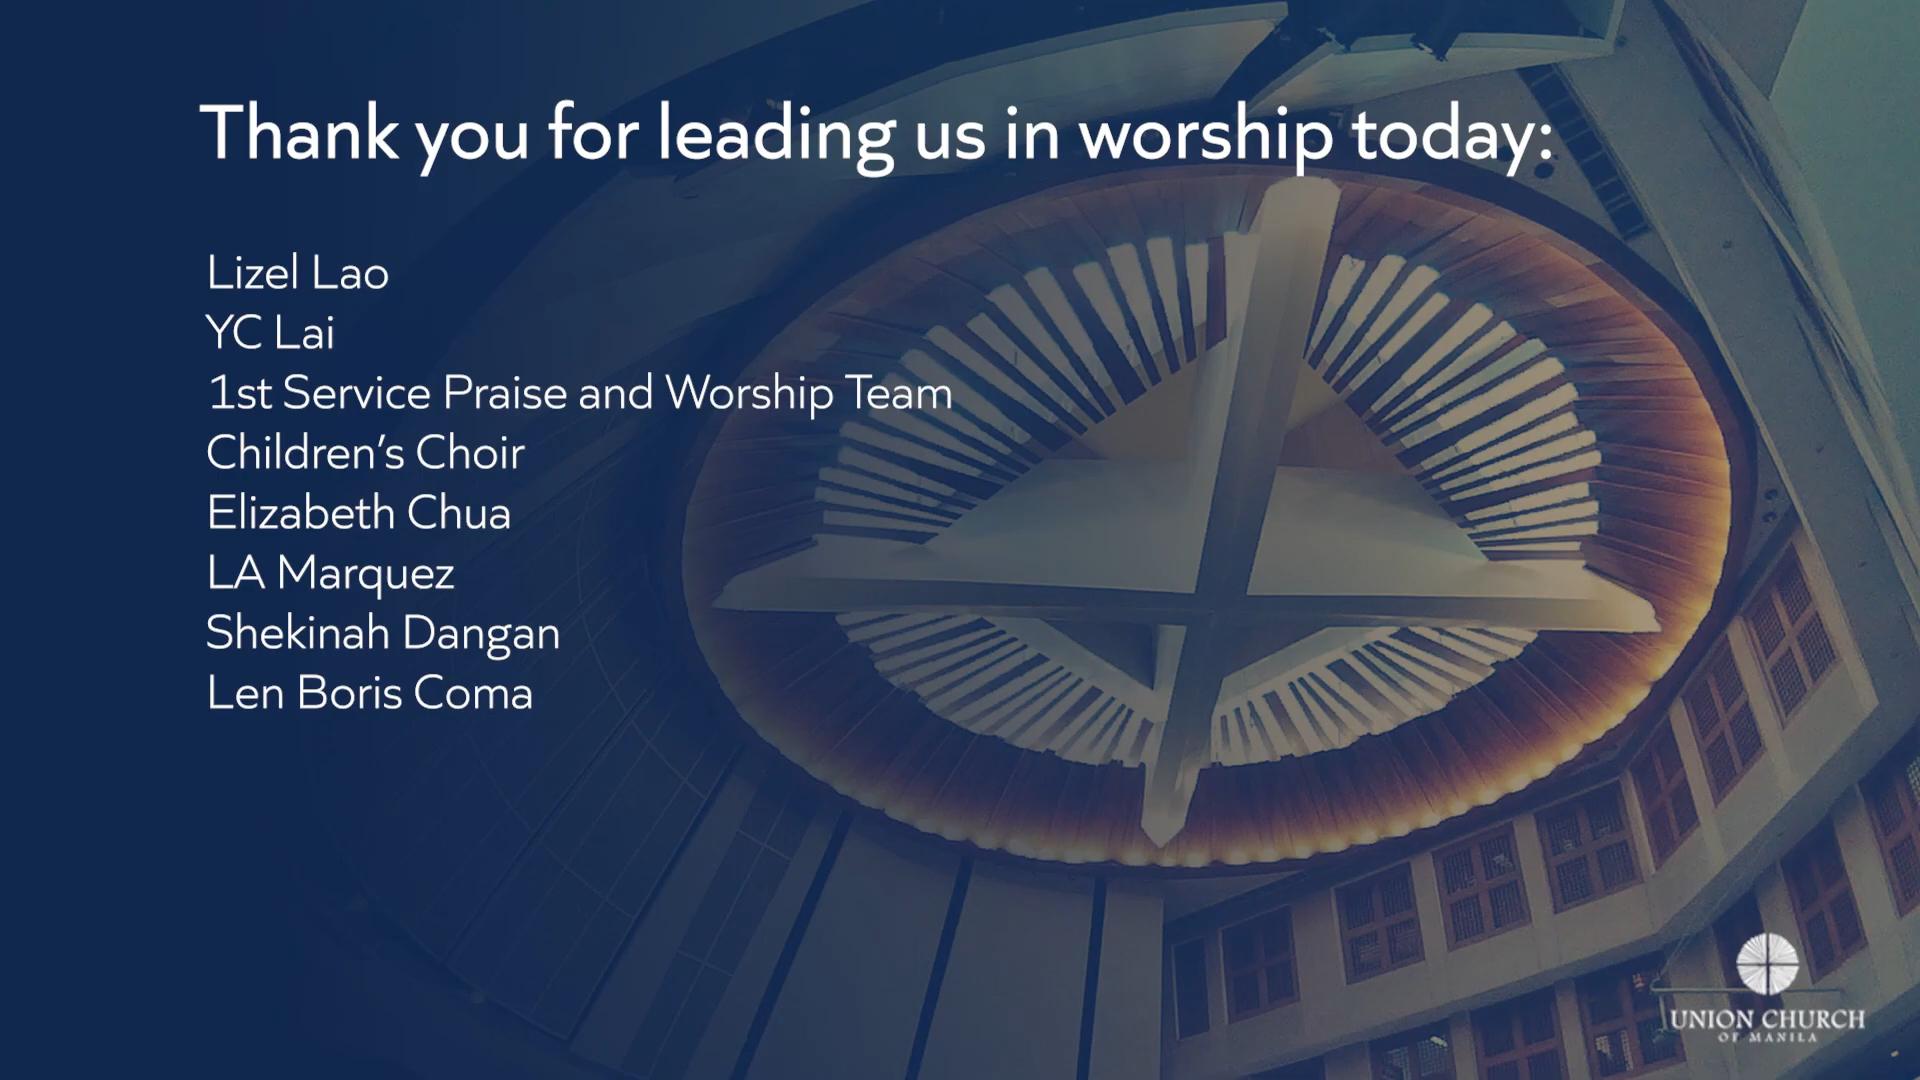 Thank you for leading us in worship today:
Lizel Lao
YC Lai
1st Service Praise and Worship Team
Children's Choir
Elizabeth Chua
LA Marquez
Shekinah Dangan
Len Boris Coma
UNION CHURCH
OF MANILA